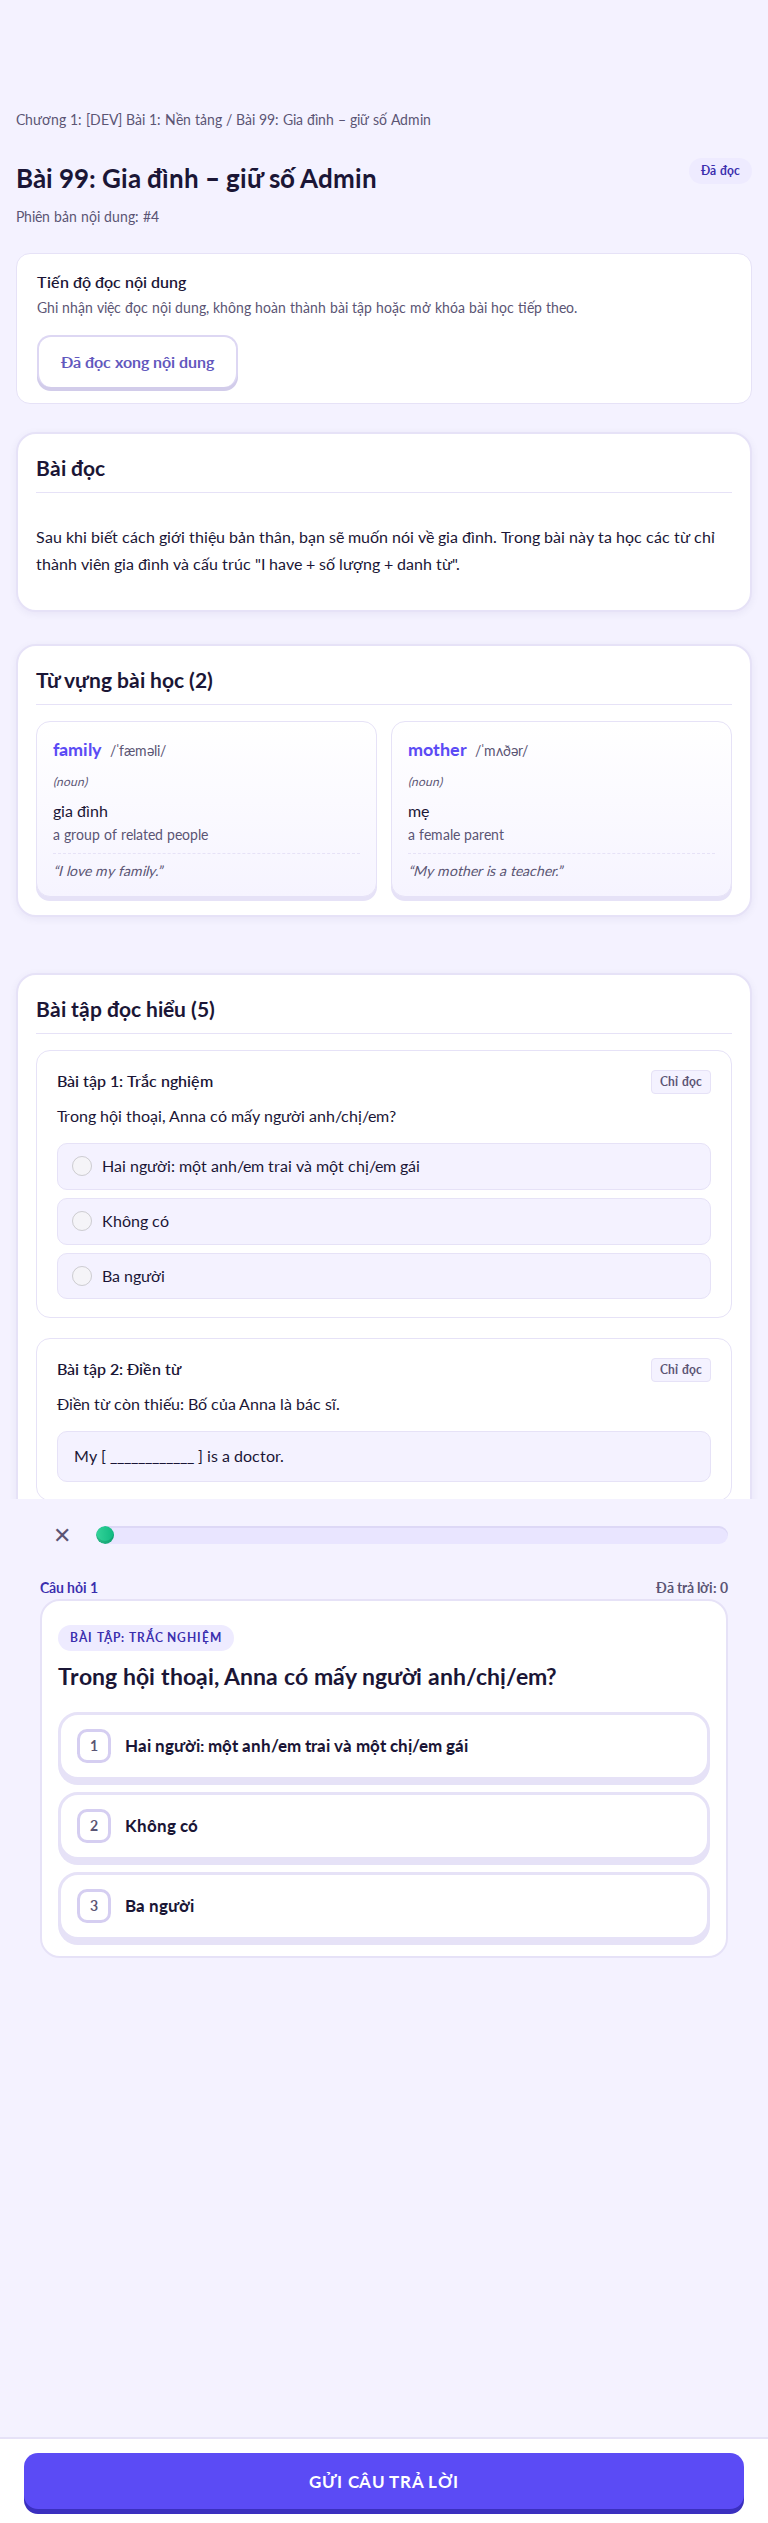 Chương 1: [DEV] Bài 1: Nền tảng / Bài 99: Gia đình – giữ số Admin
Bài 99: Gia đình – giữ số Admin
Đã đọc
Phiên bản nội dung: #4
Tiến độ đọc nội dung
Ghi nhận việc đọc nội dung, không hoàn thành bài tập hoặc mở khóa bài học tiếp theo.
Đã đọc xong nội dung
Bài đọc
Sau khi biết cách giới thiệu bản thân, bạn sẽ muốn nói về gia đình. Trong bài này ta học các từ chỉ
thành viên gia đình và cấu trúc "I have + số lượng + danh từ".
Từ vựng bài học (2)
family /ˈfæməli/
(noun)
gia đình
a group of related people
“I love my family.”
mother /ˈmʌðər/
(noun)
mẹ
a female parent
“My mother is a teacher.”
Bài tập đọc hiểu (5)
Bài tập 1: Trắc nghiệm
Chỉ đọc
Trong hội thoại, Anna có mấy người anh/chị/em?
Hai người: một anh/em trai và một chị/em gái
Không có
Ba người
Bài tập 2: Điền từ
Chỉ đọc
Điền từ còn thiếu: Bố của Anna là bác sĩ.
My [ ____________ ] is a doctor.
✕
Câu hỏi 1
Đã trả lời: 0
BÀI TẬP: TRẮC NGHIỆM
Trong hội thoại, Anna có mấy người anh/chị/em?
1 Hai người: một anh/em trai và một chị/em gái
2 Không có
3 Ba người
GỬI CÂU TRẢ LỜI